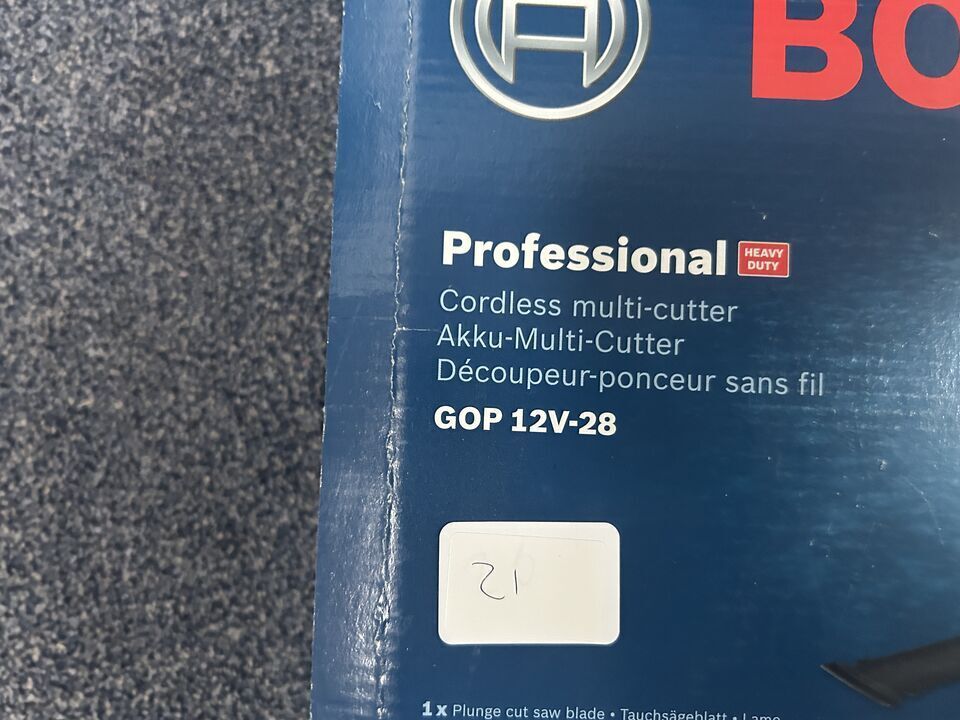 BO
Professional HEAVY DUTY
Cordless multi-cutter
Akku-Multi-Cutter
Découpeur-ponceur sans fil
GOP 12V-28
21
1x Plunge cut saw blade • Tauchsägeblatt • Lame